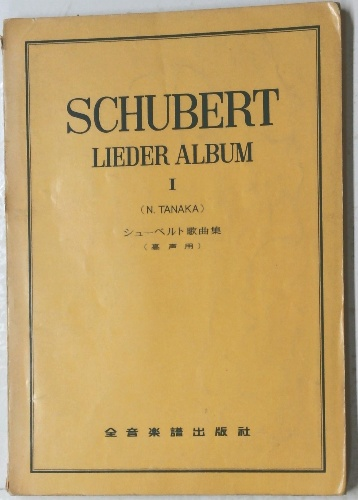 SCHUBERT
LIEDER ALBUM
I
(N. TANAKA)
シューベルト歌曲集
(高声用)
全音楽譜出版社